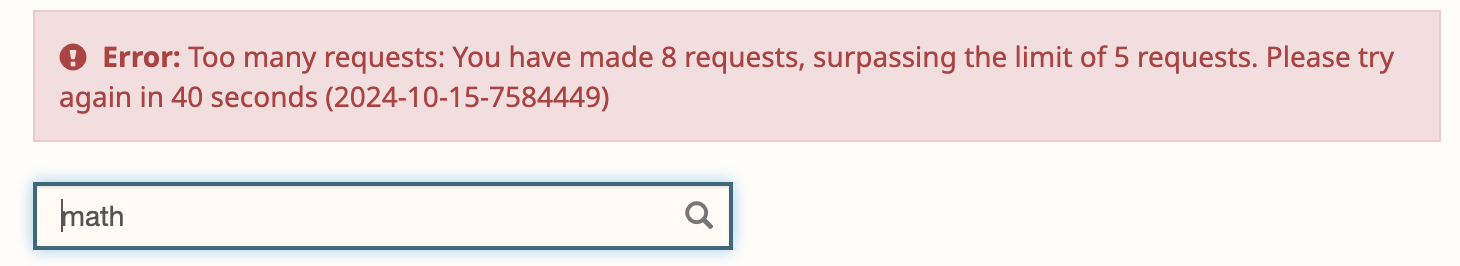 Error: Too many requests: You have made 8 requests, surpassing the limit of 5 requests. Please try
again in 40 seconds (2024-10-15-7584449)
math